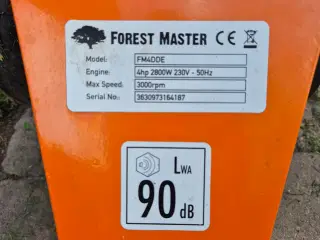 FOREST MASTER CE
Model: FM4DDE
Engine: 4hp 2800W 230V - 50Hz
Max Speed: 3000rpm
Serial No: 3630973164187
LWA
90 dB